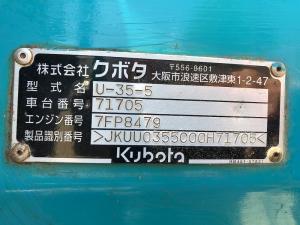 〒556-8601
株式会社クボタ 大阪市浪速区敷津東1-2-47
型式名 U-35-5
車台番号 71705
エンジン番号 7FP8479
製品識別番号 >JKUU0355C00H71705<
Kubota